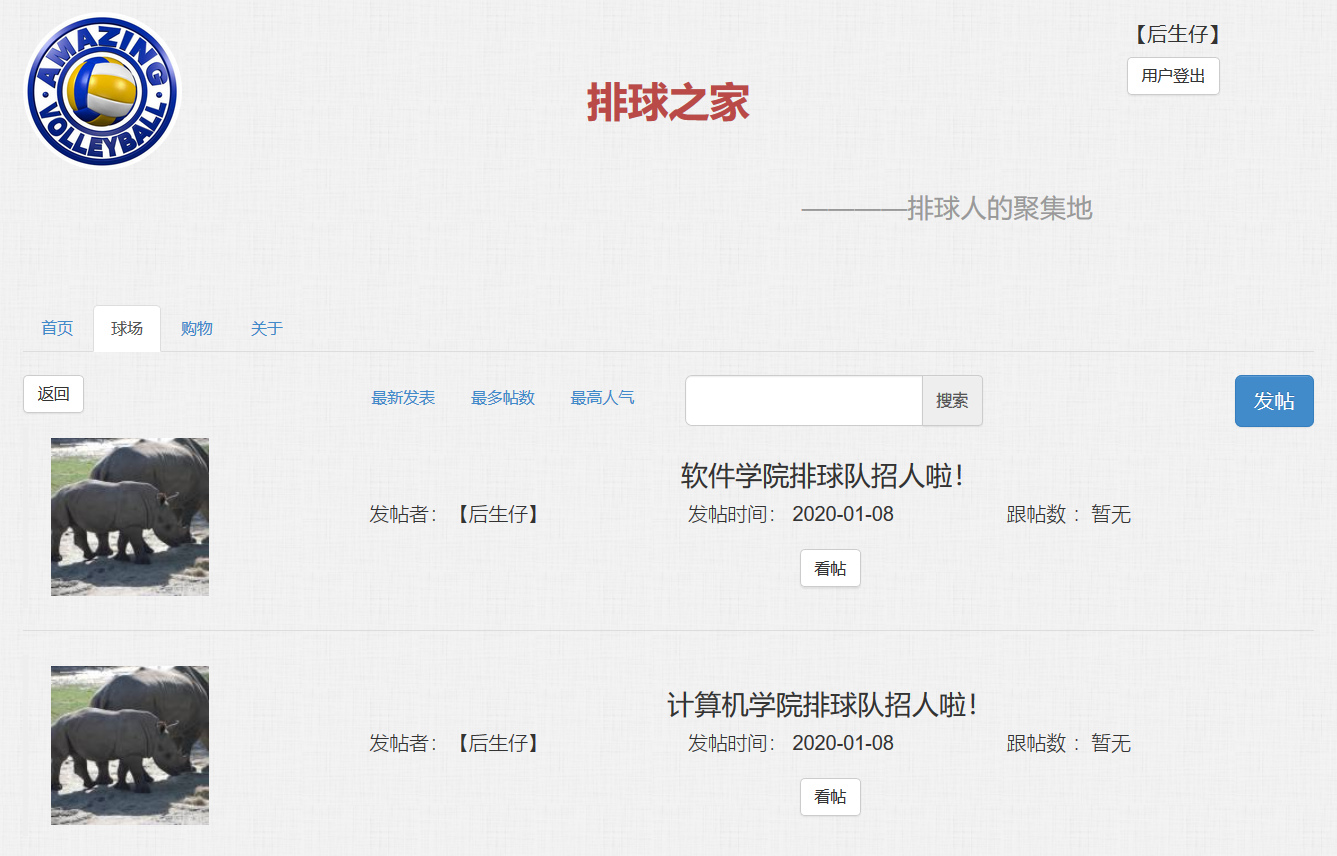 AMAZING
VOLLEYBALL
【后生仔】
用户登出
排球之家
————排球人的聚集地
首页 球场 购物 关于
返回 最新发表 最多帖数 最高人气 搜索 发帖
软件学院排球队招人啦！
发帖者：【后生仔】 发帖时间： 2020-01-08 跟帖数 ：暂无
看帖
计算机学院排球队招人啦！
发帖者：【后生仔】 发帖时间： 2020-01-08 跟帖数 ：暂无
看帖